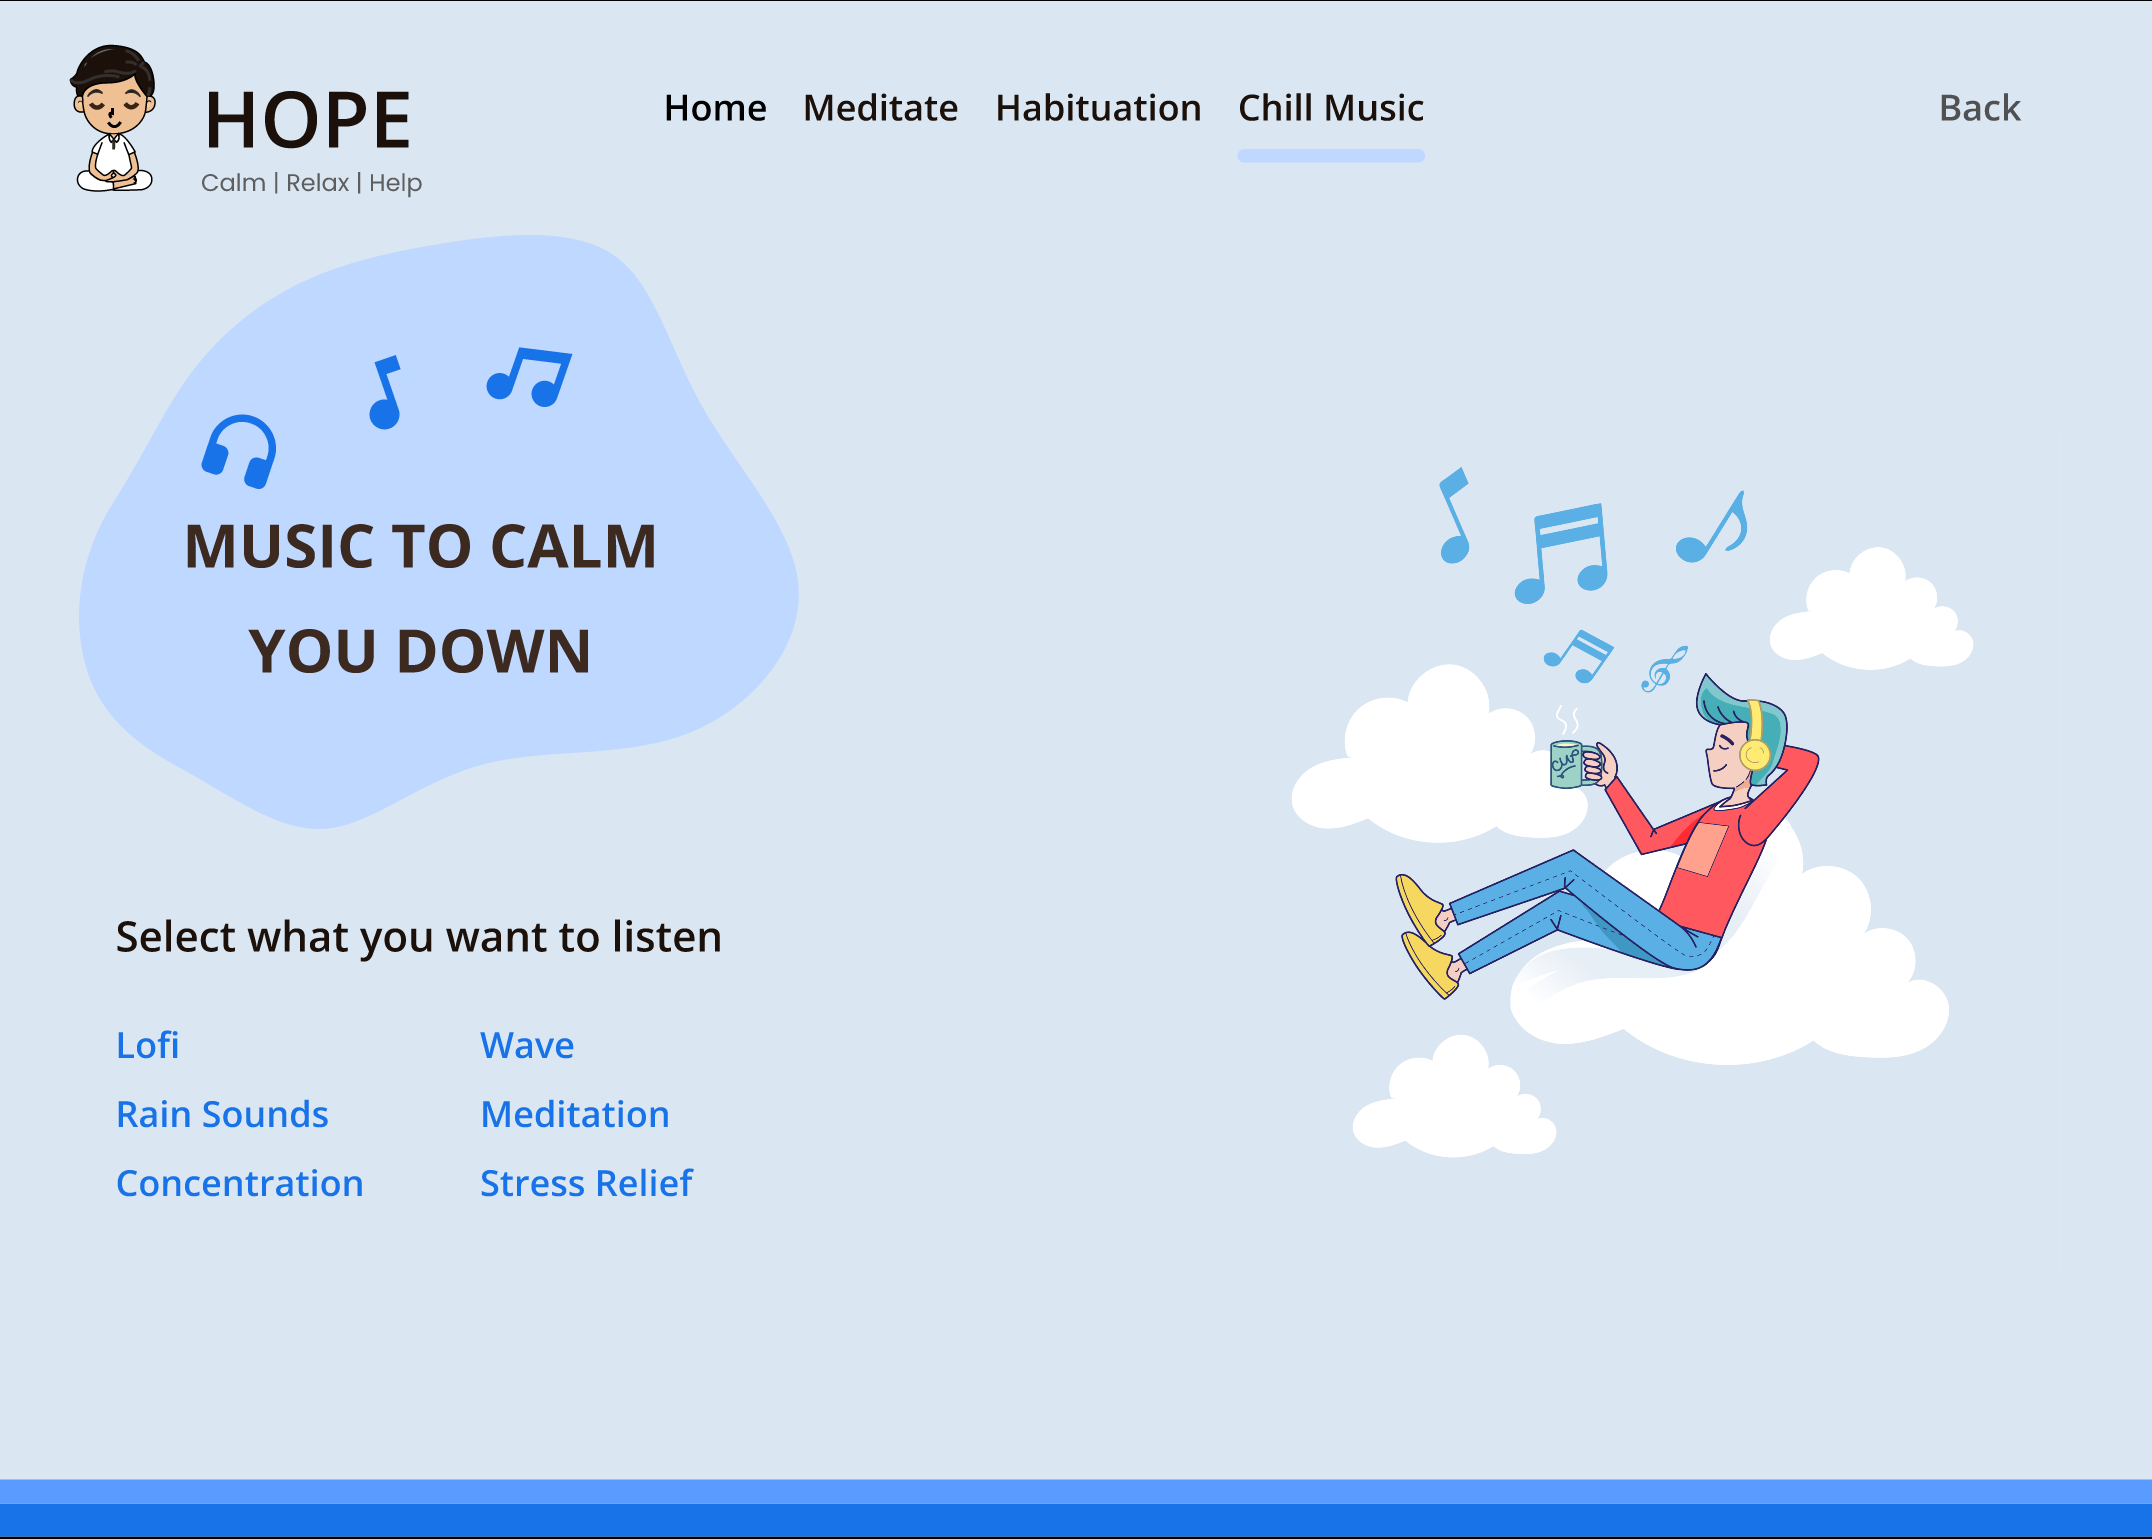 HOPE
Calm | Relax | Help
Home Meditate Habituation Chill Music
Back
MUSIC TO CALM
YOU DOWN
cup
Select what you want to listen
Lofi
Wave
Rain Sounds
Meditation
Concentration
Stress Relief